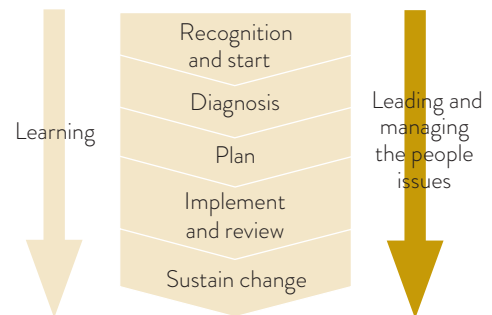 Recognition
and start
Diagnosis
Plan
Implement
and review
Sustain change
Learning
Leading and
managing
the people
issues